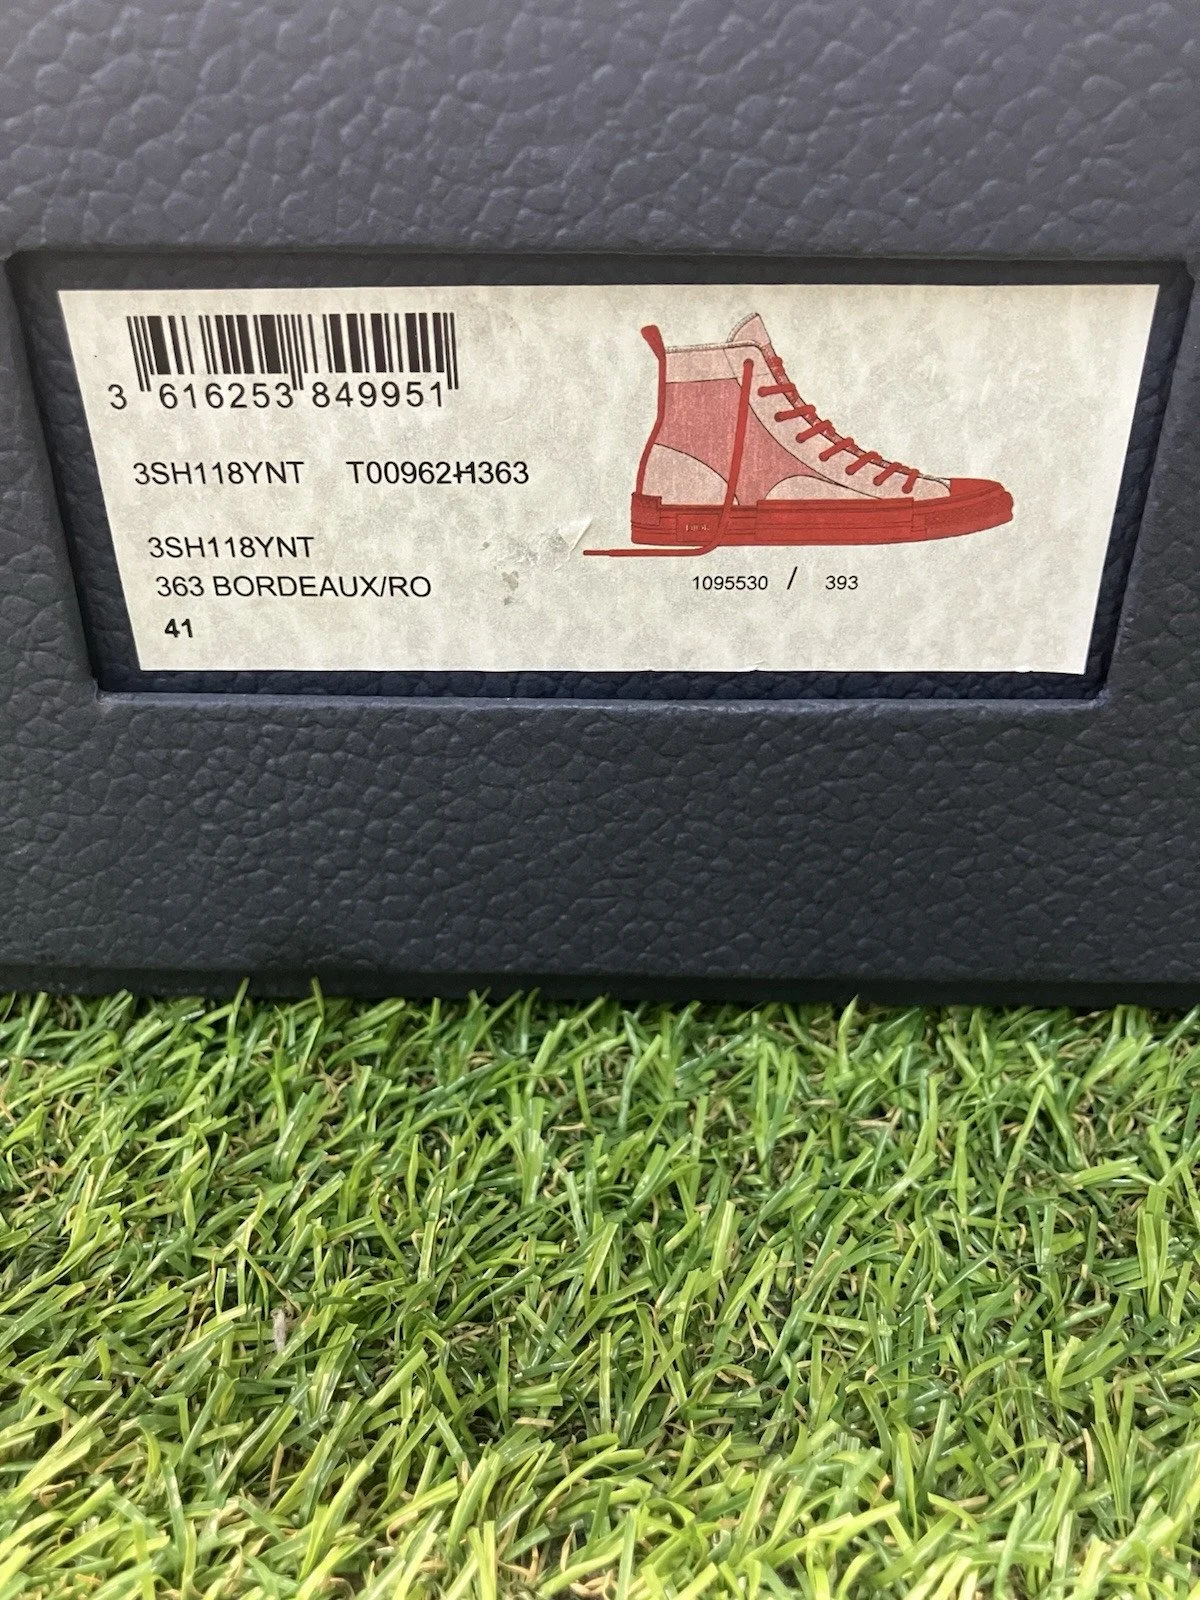 3 616253 849951
3SH118YNT T00962H363
3SH118YNT
363 BORDEAUX/RO
41
1095530 / 393